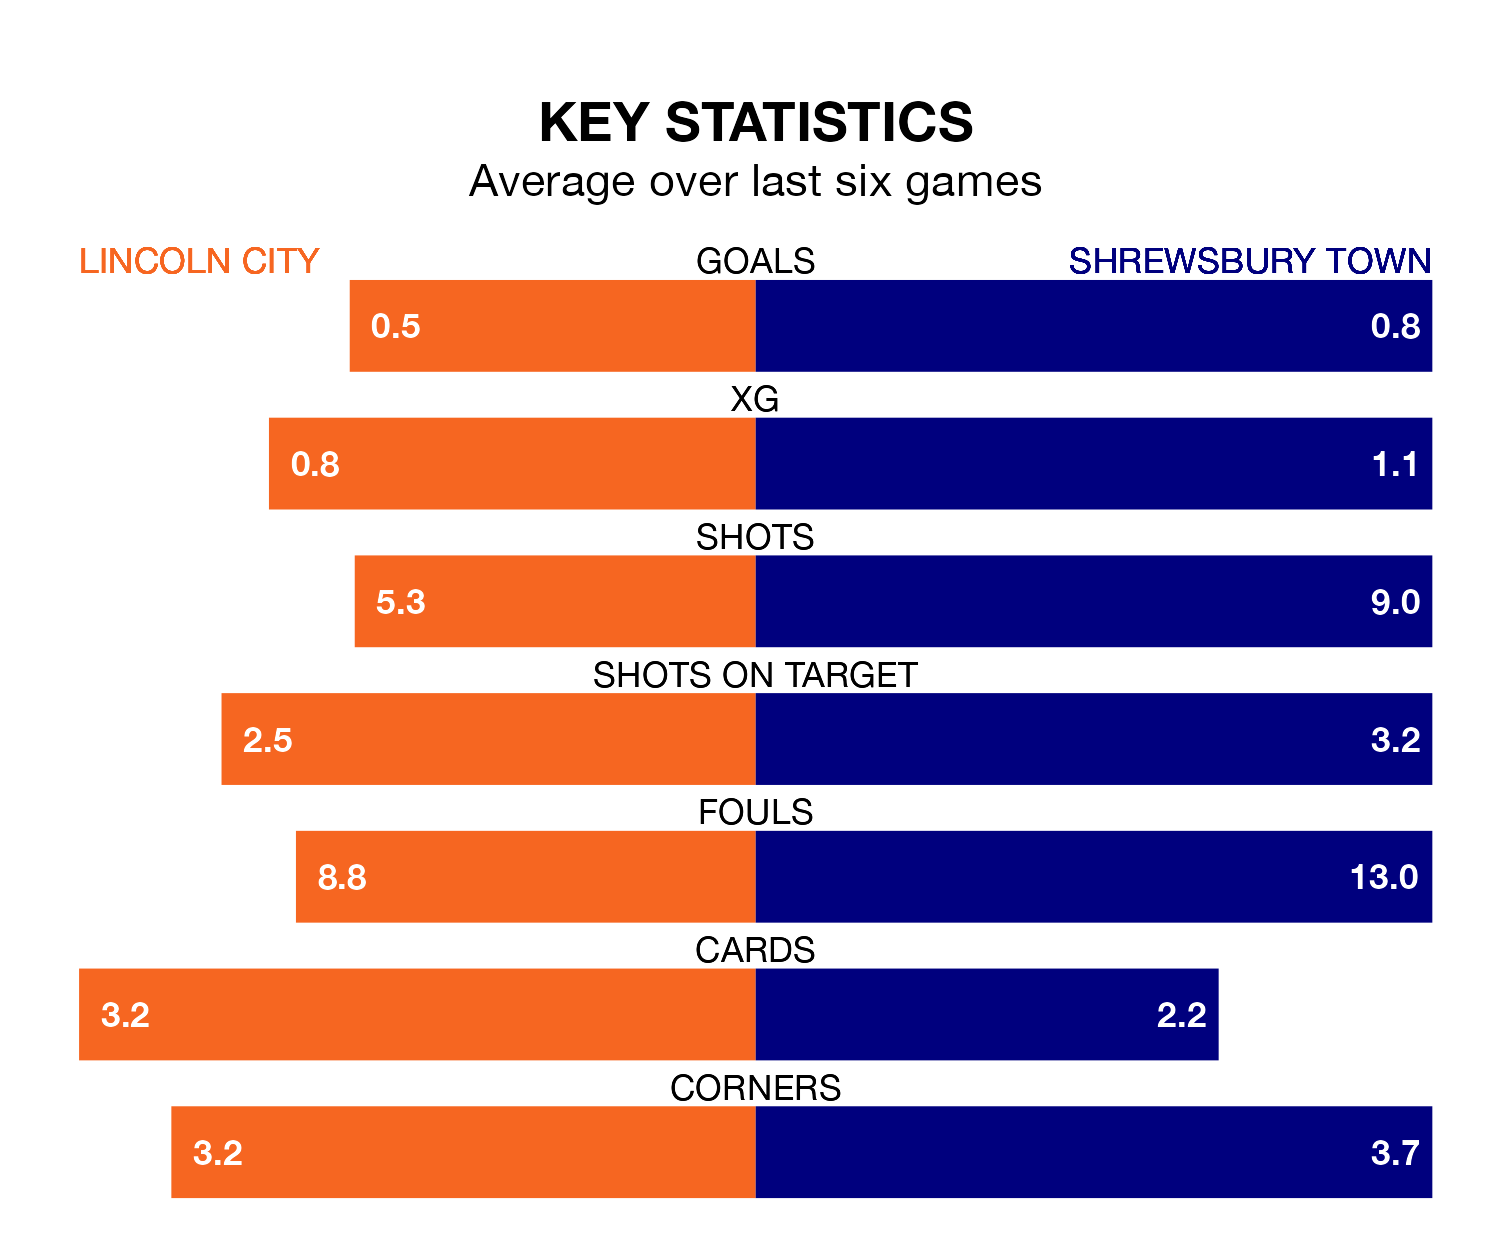 KEY STATISTICS
Average over last six games
LINCOLN CITY GOALS SHREWSBURY TOWN
0.5 0.8
XG
0.8 1.1
SHOTS
5.3 9.0
SHOTS ON TARGET
2.5 3.2
FOULS
8.8 13.0
CARDS
3.2 2.2
CORNERS
3.2 3.7